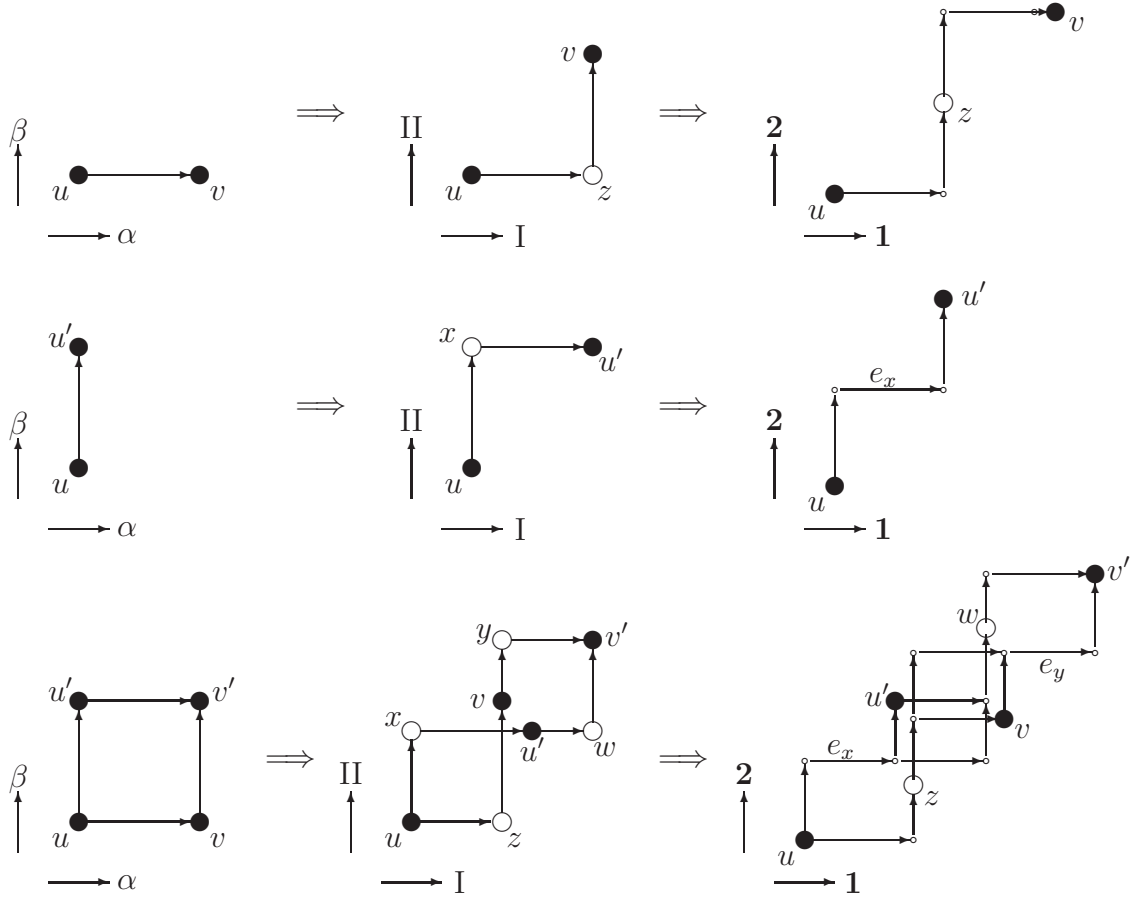 v
v ⟹ ⟹ z
β II 2
u v u z u
α I 1
u′
u′ x u′
e_x
β ⟹ II ⟹ 2
u u u
α I 1
v′
y v′ w
e_y
u′ v′ v u′
x v
u′ w
e_x
β ⟹ II ⟹ 2
z
u v u z u
α I 1